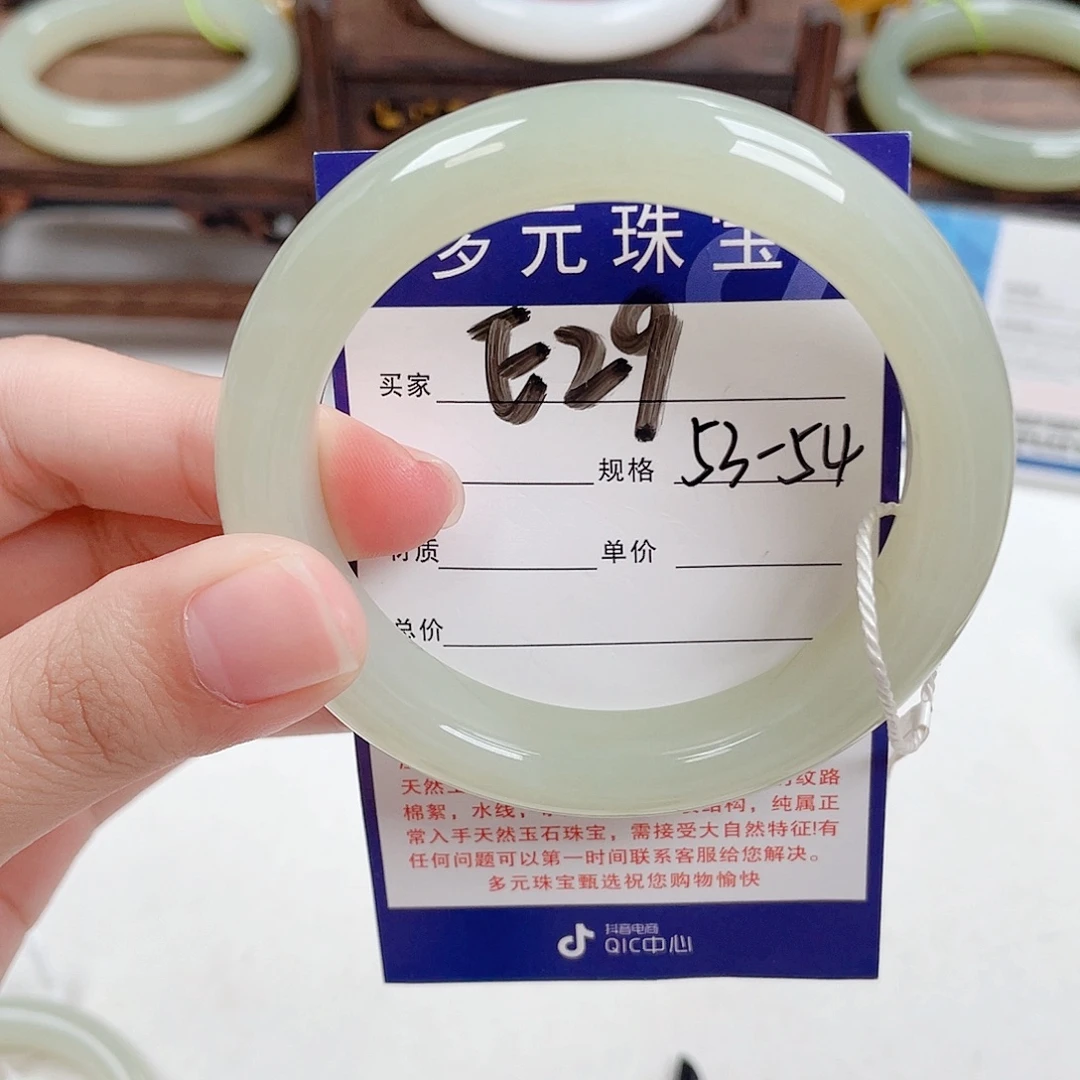 多元珠宝
买家 E29
规格 53-54
材质 单价
总价
天然
纹路
棉絮，水线， 结构，纯属正
常入手天然玉石珠宝，需接受大自然特征!有
任何问题可以第一时间联系客服给您解决。
多元珠宝甄选祝您购物愉快
抖音电商
QIC中心